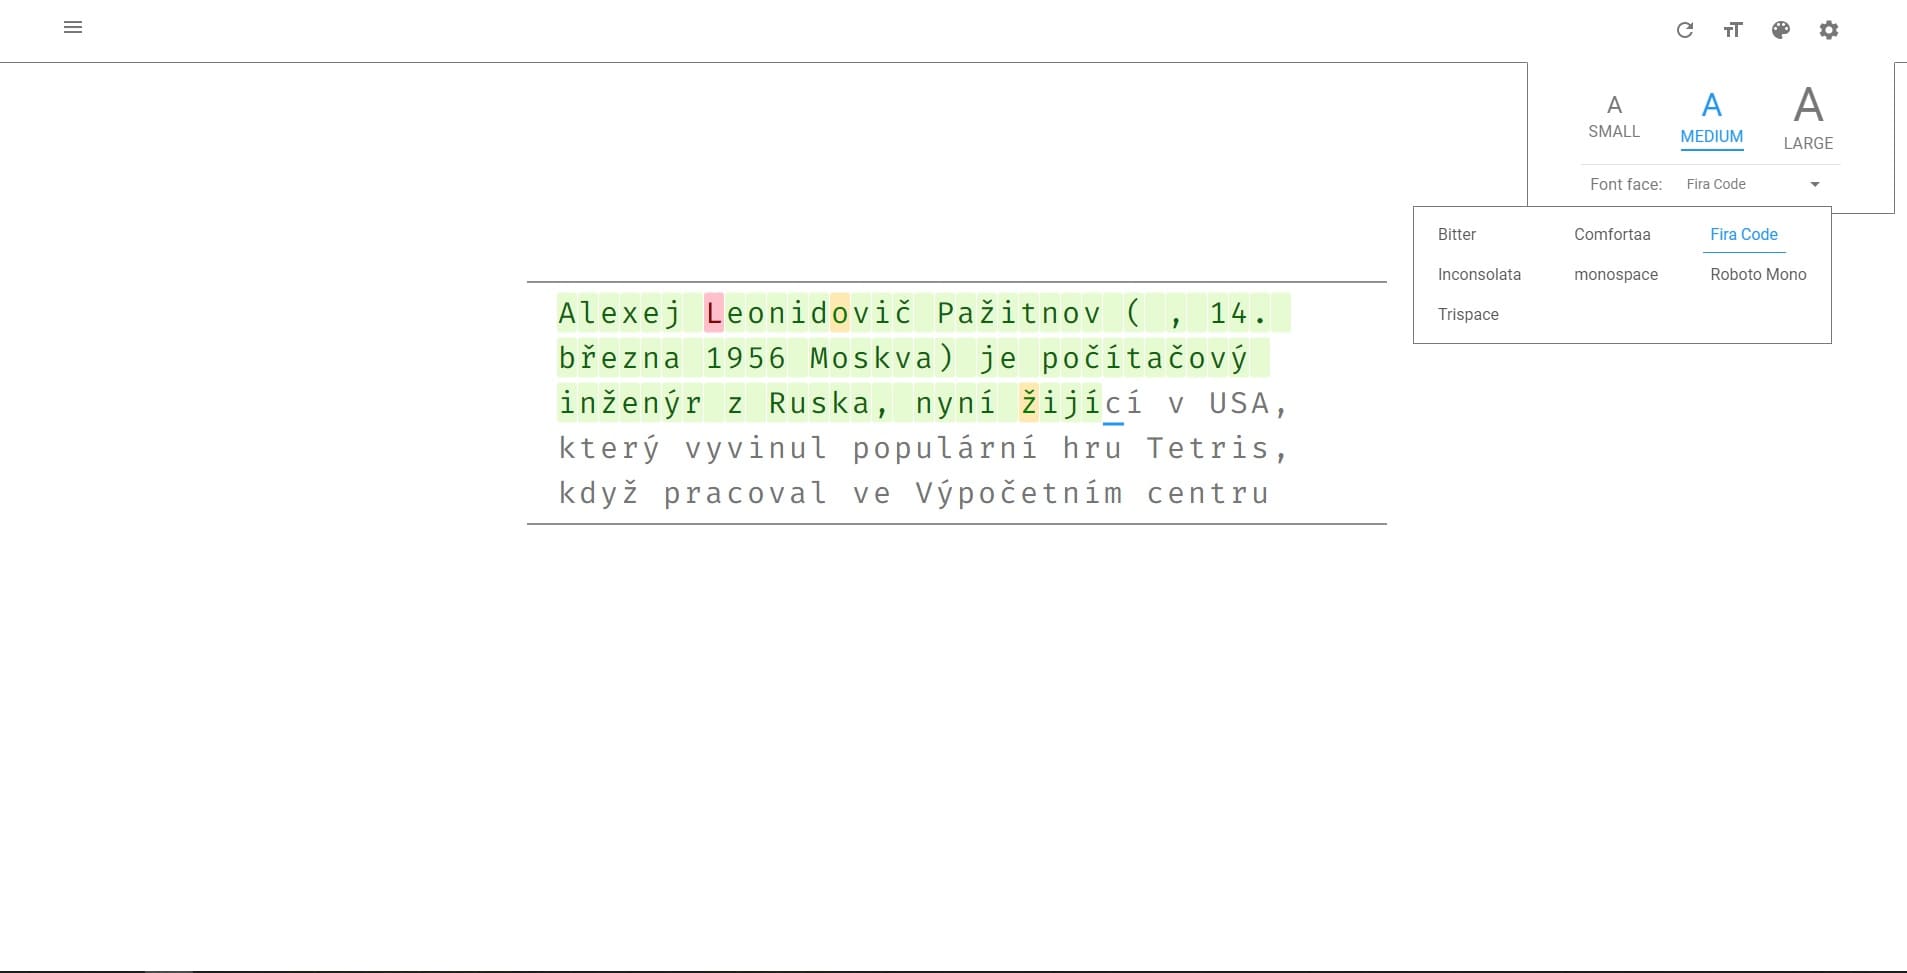 A
SMALL
A
MEDIUM
A
LARGE
Font face: Fira Code
Bitter Comfortaa Fira Code
Inconsolata monospace Roboto Mono
Trispace
Alexej Leonidovič Pažitnov ( , 14.
března 1956 Moskva) je počítačový
inženýr z Ruska, nyní žijící v USA,
který vyvinul populární hru Tetris,
když pracoval ve Výpočetním centru